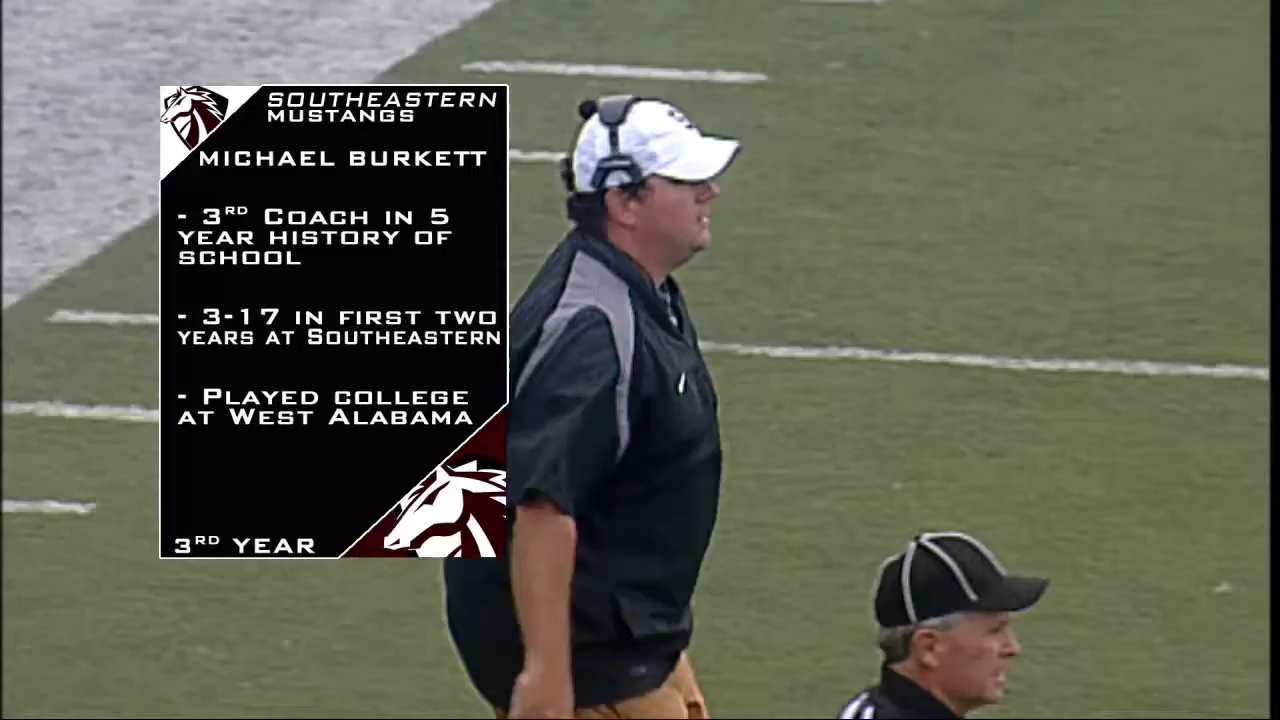 SOUTHEASTERN
MUSTANGS
MICHAEL BURKETT
- 3RD COACH IN 5
YEAR HISTORY OF
SCHOOL
- 3-17 IN FIRST TWO
YEARS AT SOUTHEASTERN
- PLAYED COLLEGE
AT WEST ALABAMA
3RD YEAR